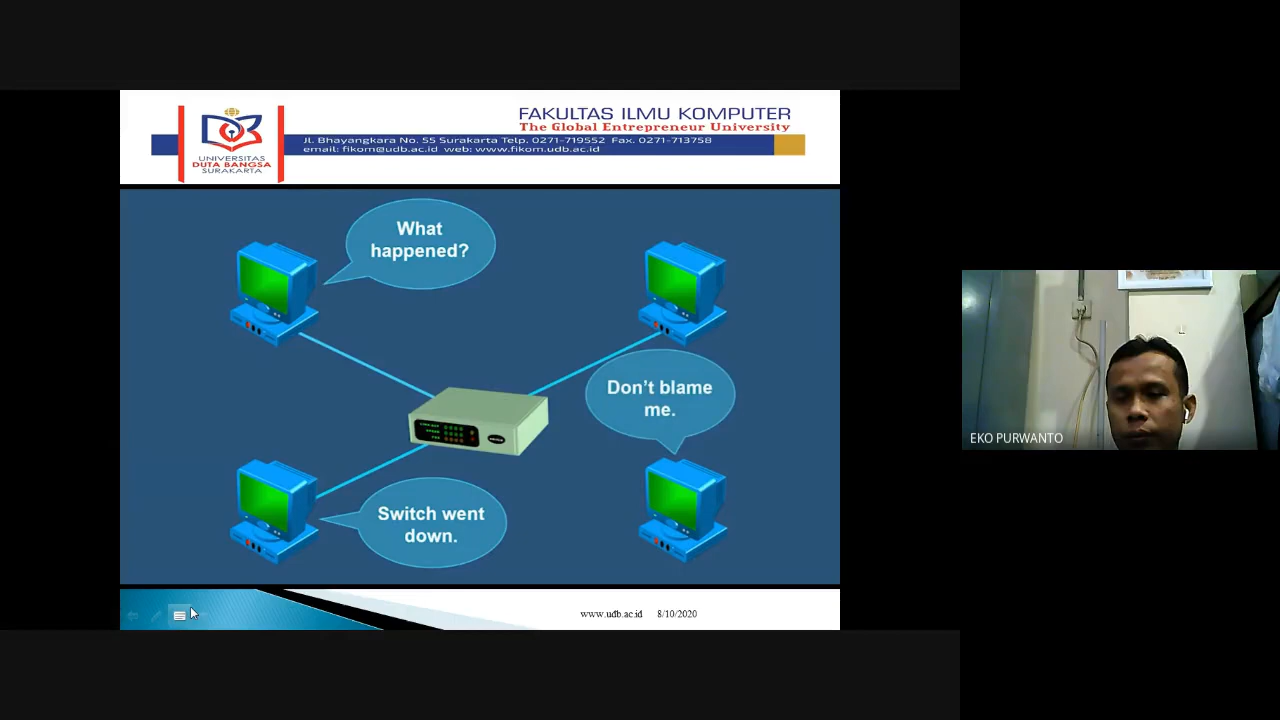 FAKULTAS ILMU KOMPUTER
The Global Entrepreneur University
Jl. Bhayangkara No. 55 Surakarta Telp. 0271-719552 Fax. 0271-713758
email: fikom@udb.ac.id web: www.fikom.udb.ac.id
UNIVERSITAS
DUTA BANGSA
SURAKARTA
What
happened?
Don't blame
me.
Switch went
down.
EKO PURWANTO
www.udb.ac.id 8/10/2020